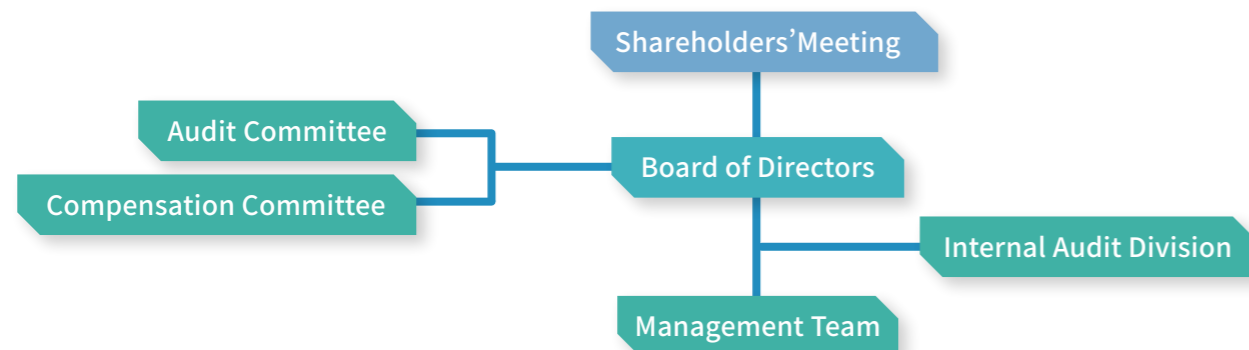 Shareholders’Meeting
Audit Committee
Board of Directors
Compensation Committee
Internal Audit Division
Management Team